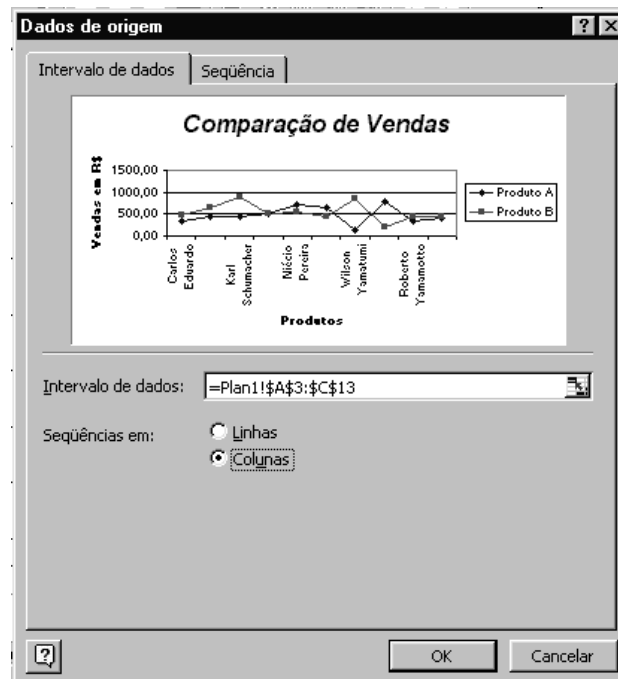 Dados de origem
Intervalo de dados
Seqüência
Comparação de Vendas
Vendas em R$
1500,00
1000,00
500,00
0,00
Produto A
Produto B
Carlos
Eduardo
Karl
Schumacher
Niécio
Pereira
Wilson
Yamatumi
Roberto
Yamamotto
Produtos
Intervalo de dados:
=Plan1!$A$3:$C$13
Seqüências em:
Linhas
Colunas
OK
Cancelar